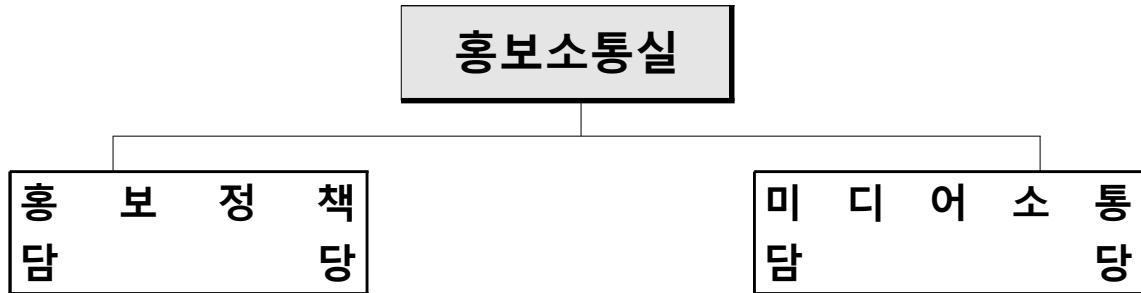 홍보소통실
홍 보 정 책
담 당
미 디 어 소 통
담 당